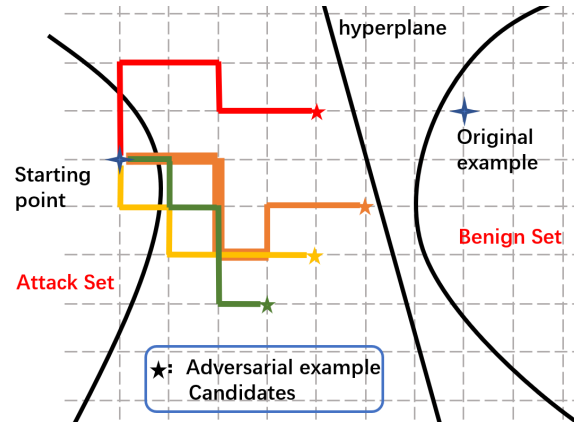 hyperplane
Original
example
Starting
point
Benign Set
Attack Set
★: Adversarial example
Candidates